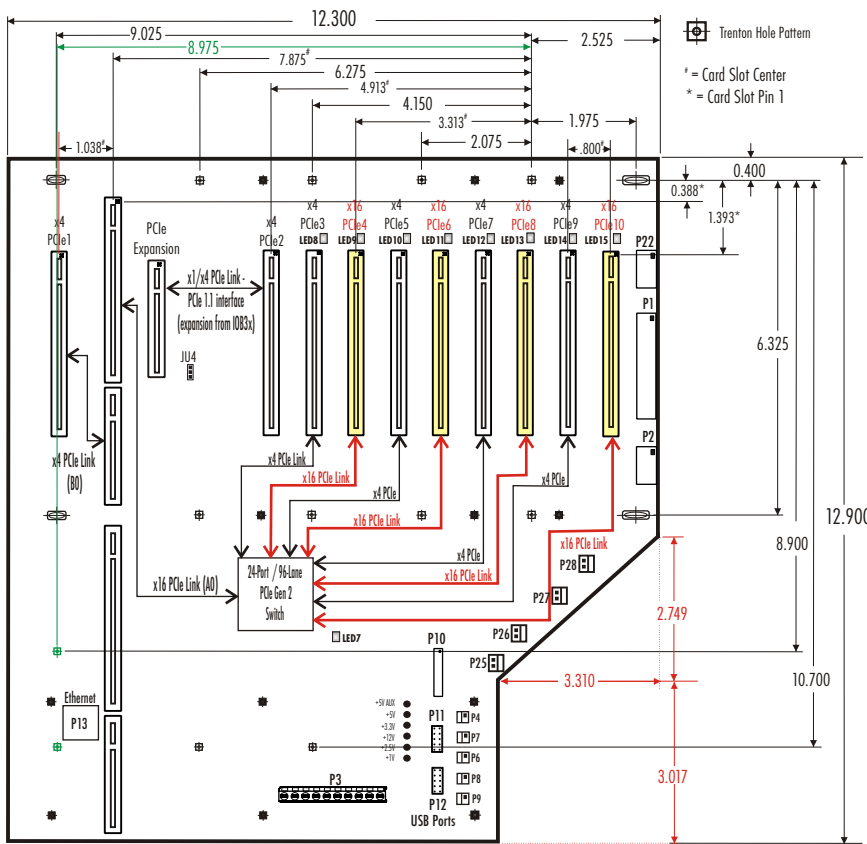 12.300
9.025
2.525
8.975
7.875#
6.275
4.913#
4.150
3.313#
1.975
1.038#
2.075
.800#
Trenton Hole Pattern
# = Card Slot Center
* = Card Slot Pin 1
0.400
0.388*
1.393*
x4
PCIe1
PCIe
Expansion
x4
PCIe2
x4
PCIe3
LED8
x16
PCIe4
LED9
x4
PCIe5
LED10
x16
PCIe6
LED11
x4
PCIe7
LED12
x16
PCIe8
LED13
x4
PCIe9
LED14
x16
PCIe10
LED15
P22
P1
P2
x1/x4 PCIe Link -
PCIe 1.1 interface
(expansion from IOB3x)
JU4
6.325
x4 PCIe Link
(B0)
x4 PCIe Link
x16 PCIe Link
x4 PCIe
x4 PCIe
x16 PCIe Link
x4 PCIe
x16 PCIe Link
x16 PCIe Link
12.900
8.900
24-Port / 96-Lane
PCIe Gen 2
Switch
x16 PCIe Link (A0)
P28
P27
P26
P25
2.749
LED7
P10
3.310
10.700
Ethernet
P13
+5V AUX
+5V
+3.3V
+12V
+2.5V
+1V
P11
P4
P7
P6
P8
P9
P3
P12
USB Ports
3.017